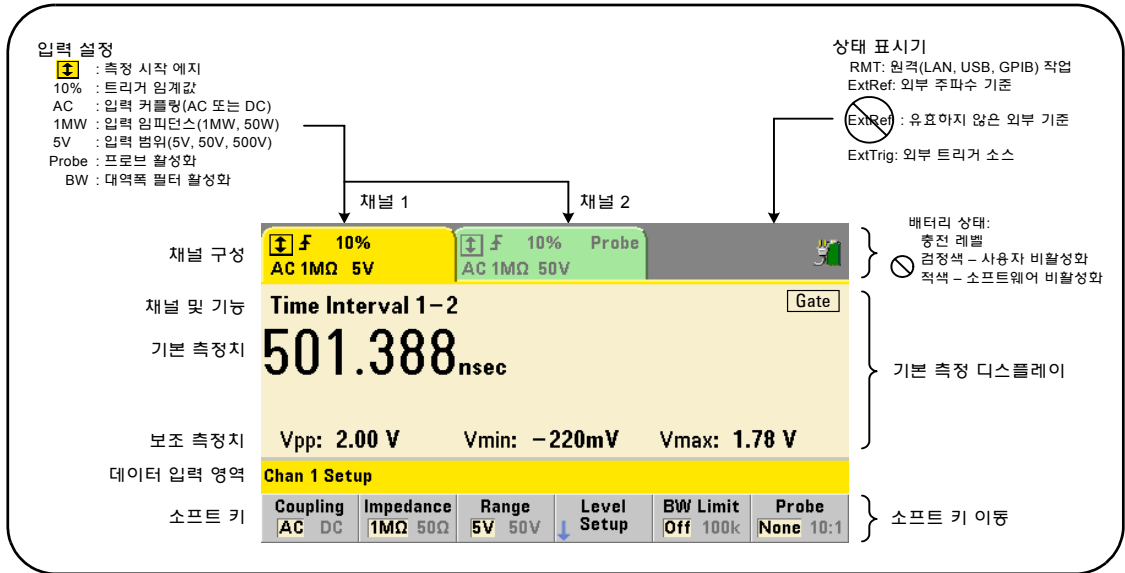 입력 설정
: 측정 시작 에지
10% : 트리거 임계값
AC : 입력 커플링(AC 또는 DC)
1MW : 입력 임피던스(1MW, 50W)
5V : 입력 범위(5V, 50V, 500V)
Probe : 프로브 활성화
BW : 대역폭 필터 활성화
상태 표시기
RMT: 원격(LAN, USB, GPIB) 작업
ExtRef: 외부 주파수 기준
ExtRef : 유효하지 않은 외부 기준
ExtTrig: 외부 트리거 소스
채널 1
채널 2
채널 구성
10%
AC 1MΩ 5V
10% Probe
AC 1MΩ 50V
배터리 상태:
충전 레벨
검정색 – 사용자 비활성화
적색 – 소프트웨어 비활성화
채널 및 기능
Time Interval 1–2
Gate
기본 측정치
501.388nsec
기본 측정 디스플레이
보조 측정치
Vpp: 2.00 V Vmin: –220mV Vmax: 1.78 V
데이터 입력 영역
Chan 1 Setup
소프트 키
Coupling
AC DC
Impedance
1MΩ 50Ω
Range
5V 50V
Level
Setup
BW Limit
Off 100k
Probe
None 10:1
소프트 키 이동